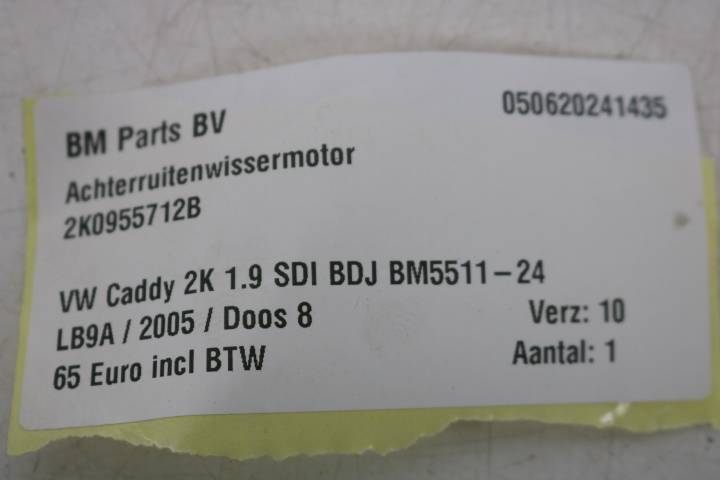 BM Parts BV 050620241435
Achterruitenwissermotor
2K0955712B
VW Caddy 2K 1.9 SDI BDJ BM5511-24
LB9A / 2005 / Doos 8 Verz: 10
65 Euro incl BTW Aantal: 1